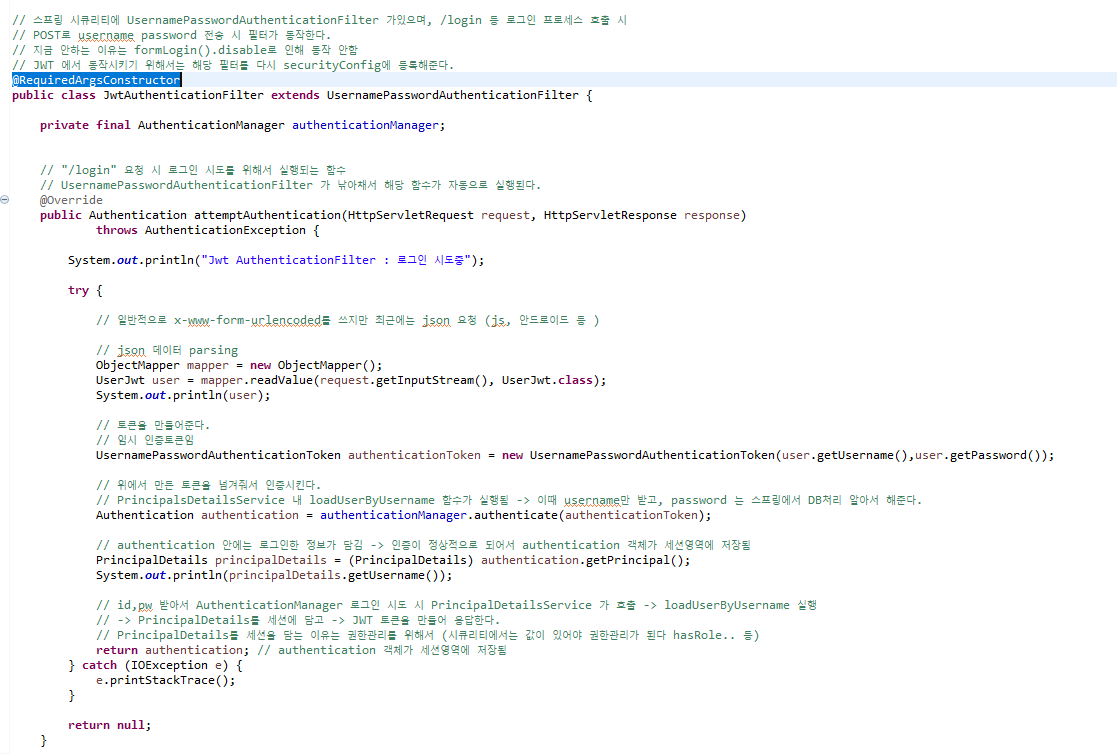 // 스프링 시큐리티에 UsernamePasswordAuthenticationFilter 가있으며, /login 등 로그인 프로세스 호출 시
// POST로 username password 전송 시 필터가 동작한다.
// 지금 안하는 이유는 formLogin().disable로 인해 동작 안함
// JWT 에서 동작시키기 위해서는 해당 필터를 다시 securityConfig에 등록해준다.
@RequiredArgsConstructor
public class JwtAuthenticationFilter extends UsernamePasswordAuthenticationFilter {
private final AuthenticationManager authenticationManager;
// "/login" 요청 시 로그인 시도를 위해서 실행되는 함수
// UsernamePasswordAuthenticationFilter 가 낚아채서 해당 함수가 자동으로 실행된다.
@Override
public Authentication attemptAuthentication(HttpServletRequest request, HttpServletResponse response)
throws AuthenticationException {
System.out.println("Jwt AuthenticationFilter : 로그인 시도중");
try {
// 일반적으로 x-www-form-urlencoded를 쓰지만 최근에는 json 요청 (js, 안드로이드 등 )
// json 데이터 parsing
ObjectMapper mapper = new ObjectMapper();
UserJwt user = mapper.readValue(request.getInputStream(), UserJwt.class);
System.out.println(user);
// 토큰을 만들어준다.
// 임시 인증토큰임
UsernamePasswordAuthenticationToken authenticationToken = new UsernamePasswordAuthenticationToken(user.getUsername(),user.getPassword());
// 위에서 만든 토큰을 넘겨줘서 인증시킨다.
// PrincipalsDetailsService 내 loadUserByUsername 함수가 실행됨 -> 이때 username만 받고, password 는 스프링에서 DB처리 알아서 해준다.
Authentication authentication = authenticationManager.authenticate(authenticationToken);
// authentication 안에는 로그인한 정보가 담김 -> 인증이 정상적으로 되어서 authentication 객체가 세션영역에 저장됨
PrincipalDetails principalDetails = (PrincipalDetails) authentication.getPrincipal();
System.out.println(principalDetails.getUsername());
// id,pw 받아서 AuthenticationManager 로그인 시도 시 PrincipalDetailsService 가 호출 -> loadUserByUsername 실행
// -> PrincipalDetails를 세션에 담고 -> JWT 토큰을 만들어 응답한다.
// PrincipalDetails를 세션을 담는 이유는 권한관리를 위해서 (시큐리티에서는 값이 있어야 권한관리가 된다 hasRole.. 등)
return authentication; // authentication 객체가 세션영역에 저장됨
} catch (IOException e) {
e.printStackTrace();
}
return null;
}